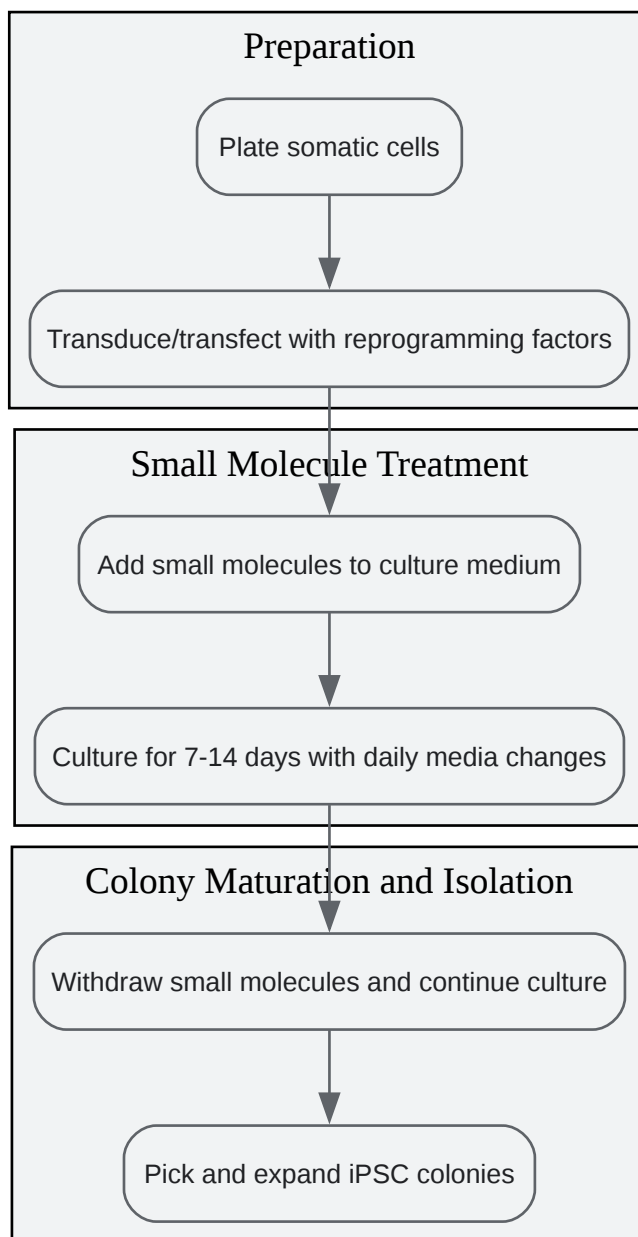 Preparation
Plate somatic cells
Transduce/transfect with reprogramming factors
Small Molecule Treatment
Add small molecules to culture medium
Culture for 7-14 days with daily media changes
Colony Maturation and Isolation
Withdraw small molecules and continue culture
Pick and expand iPSC colonies